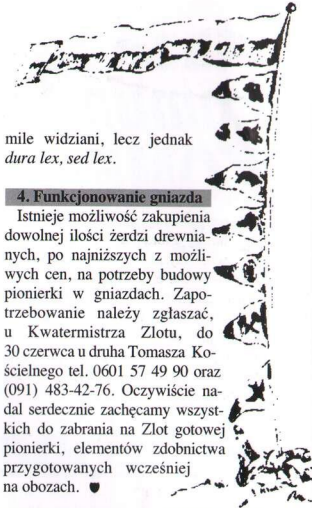 mile widziani, lecz jednak
dura lex, sed lex.
4. Funkcjonowanie gniazda
Istnieje możliwość zakupienia
dowolnej ilości żerdzi drewnia-
nych, po najniższych z możli-
wych cen, na potrzeby budowy
pionierki w gniazdach. Zapo-
trzebowanie należy zgłaszać,
u Kwatermistrza Zlotu, do
30 czerwca u druha Tomasza Ko-
ścielnego tel. 0601 57 49 90 oraz
(091) 483-42-76. Oczywiście na-
dal serdecznie zachęcamy wszyst-
kich do zabrania na Zlot gotowej
pionierki, elementów zdobnictwa
przygotowanych wcześniej
na obozach.